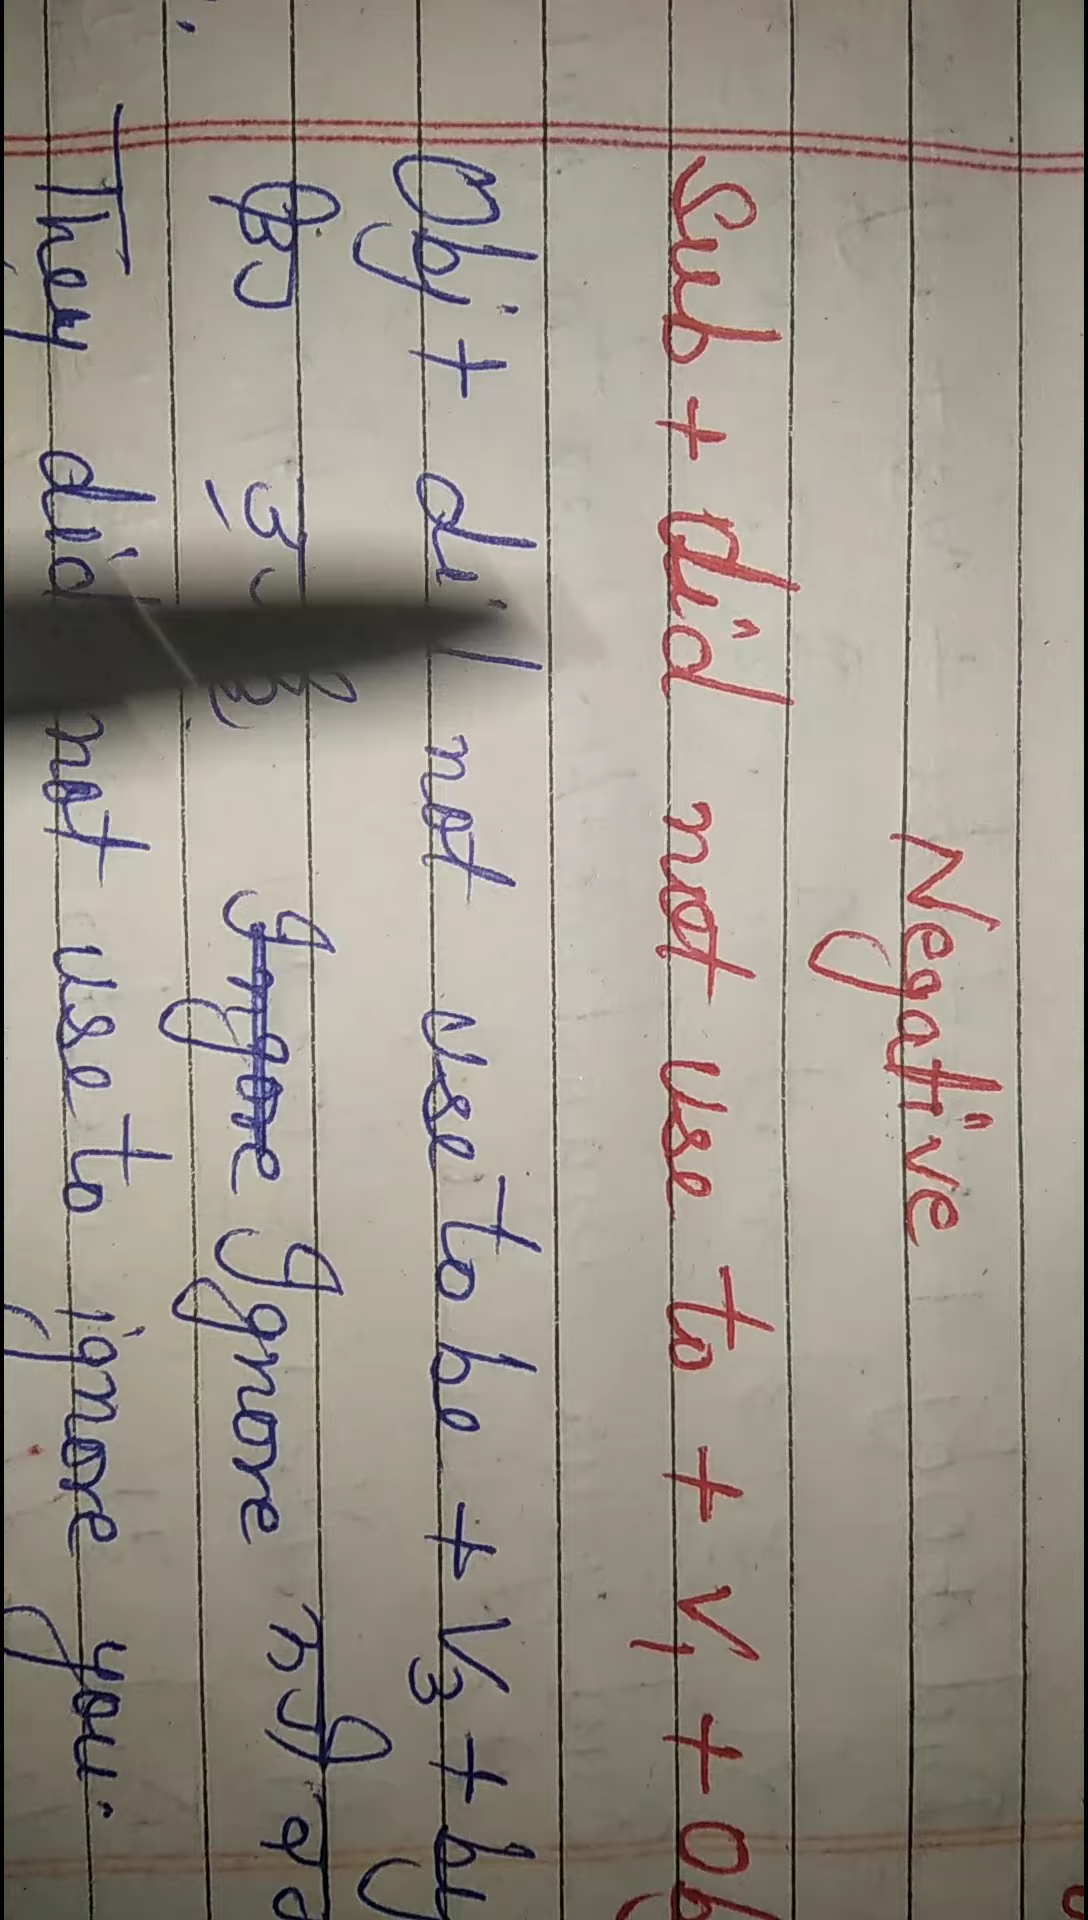 Negative
Sub + did not use to + V1 + Ob
Obj + did not use to be + V3 + by
Ignore
They did not use to ignore you.